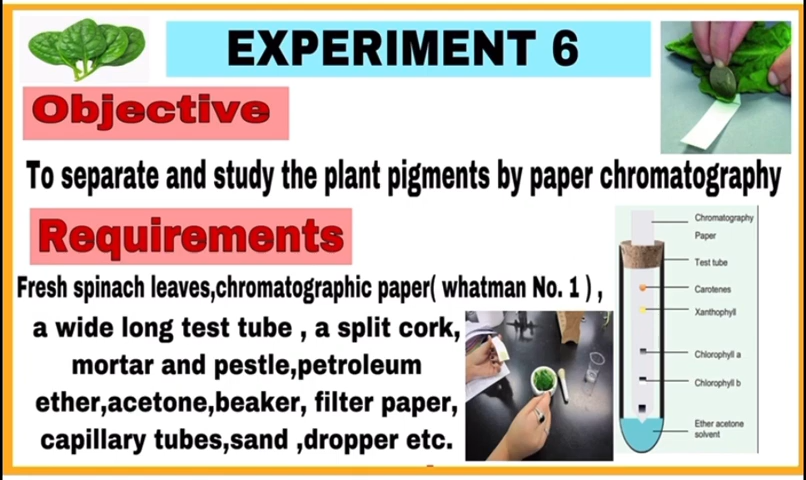 EXPERIMENT 6
Objective
To separate and study the plant pigments by paper chromatography
Requirements
Fresh spinach leaves,chromatographic paper( whatman No. 1 ) ,
a wide long test tube , a split cork,
mortar and pestle,petroleum
ether,acetone,beaker, filter paper,
capillary tubes,sand ,dropper etc.
Chromatography
Paper
Test tube
Carotenes
Xanthophyll
Chlorophyll a
Chlorophyll b
Ether acetone
solvent